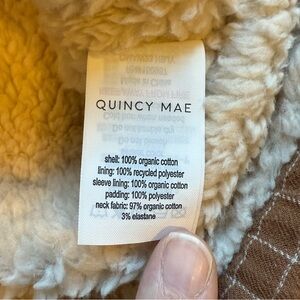 QUINCY MAE
shell: 100% organic cotton
lining: 100% recycled polyester
sleeve lining: 100% organic cotton
padding: 100% polyester
neck fabric: 97% organic cotton
3% elastane